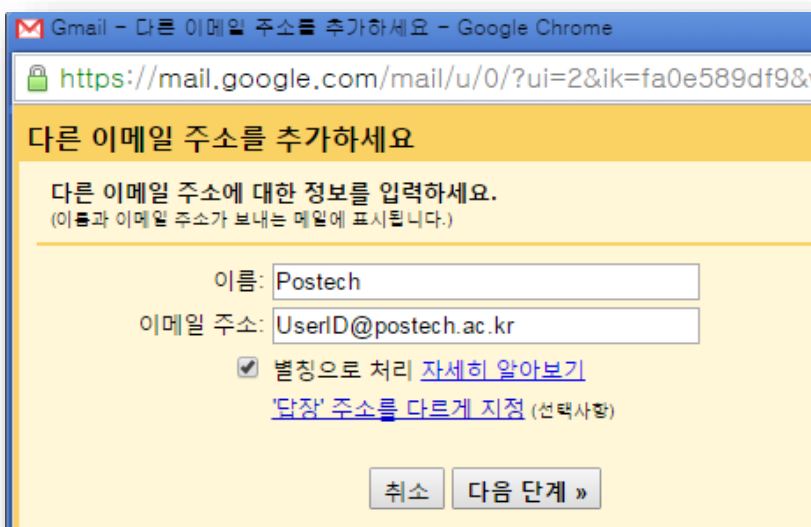 Gmail - 다른 이메일 주소를 추가하세요 - Google Chrome
https://mail.google.com/mail/u/0/?ui=2&ik=fa0e589df9&
다른 이메일 주소를 추가하세요
다른 이메일 주소에 대한 정보를 입력하세요.
(이름과 이메일 주소가 보내는 메일에 표시됩니다.)
이름: Postech
이메일 주소: UserID@postech.ac.kr
별칭으로 처리 자세히 알아보기
'답장' 주소를 다르게 지정 (선택사항)
취소 다음 단계 »